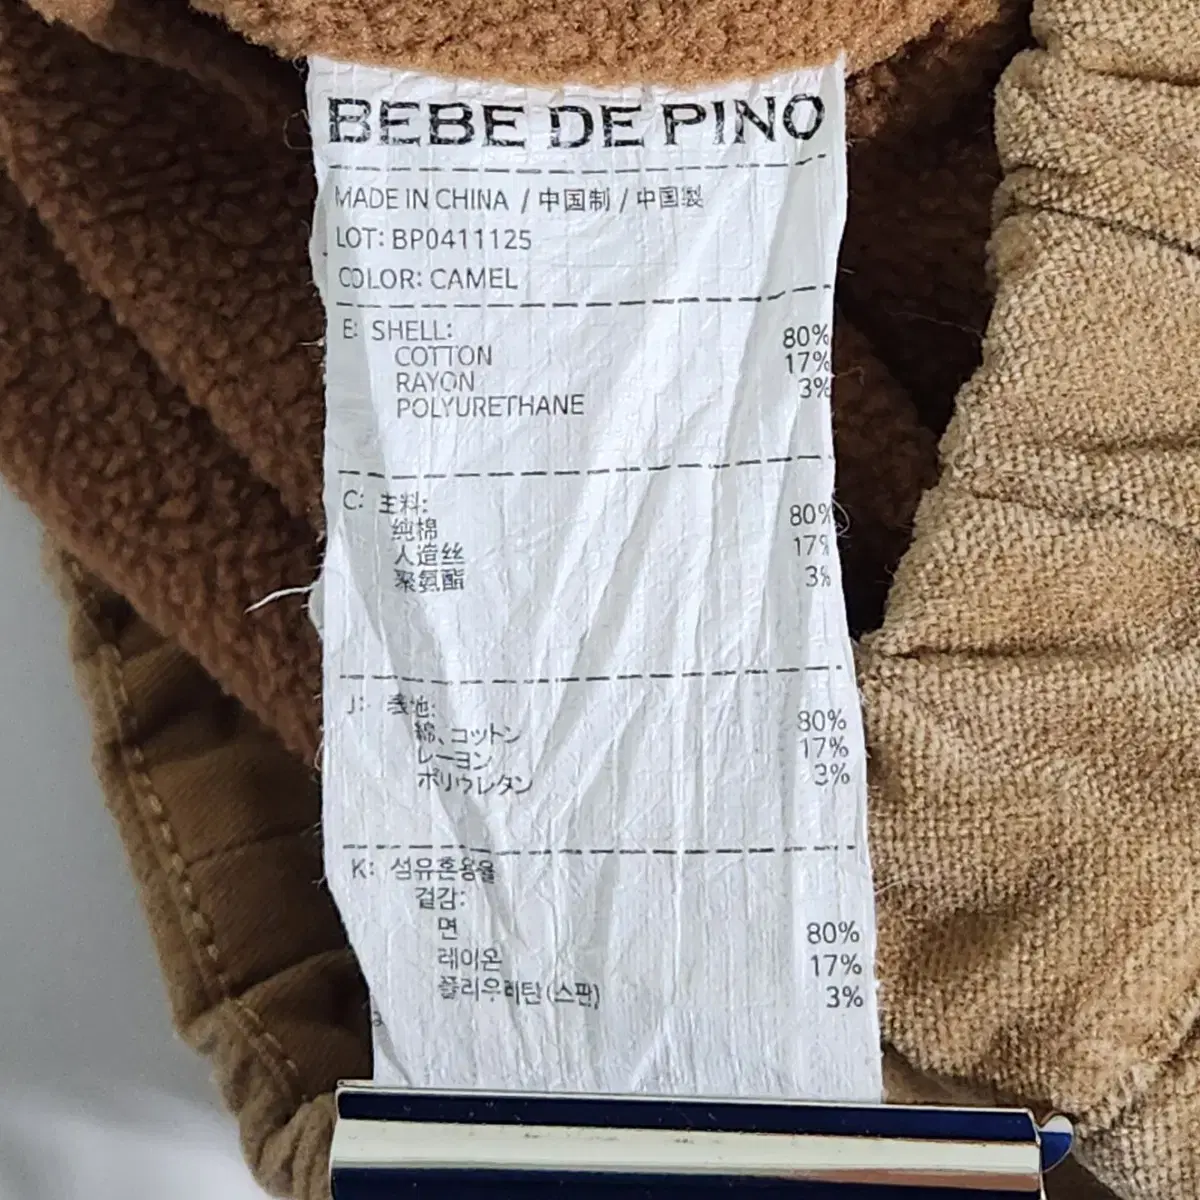 BEBE DE PINO
MADE IN CHINA / 中国制 / 中国製
LOT: BP0411125
COLOR: CAMEL
E: SHELL: 80%
COTTON 17%
RAYON 3%
POLYURETHANE
C: 主料: 80%
纯棉 17%
人造丝 3%
聚氨酯
J: 表地: 80%
綿、コットン 17%
レーヨン 3%
ポリウレタン
K: 섬유혼용율
겉감:
면 80%
레이온 17%
폴리우레탄(스판) 3%